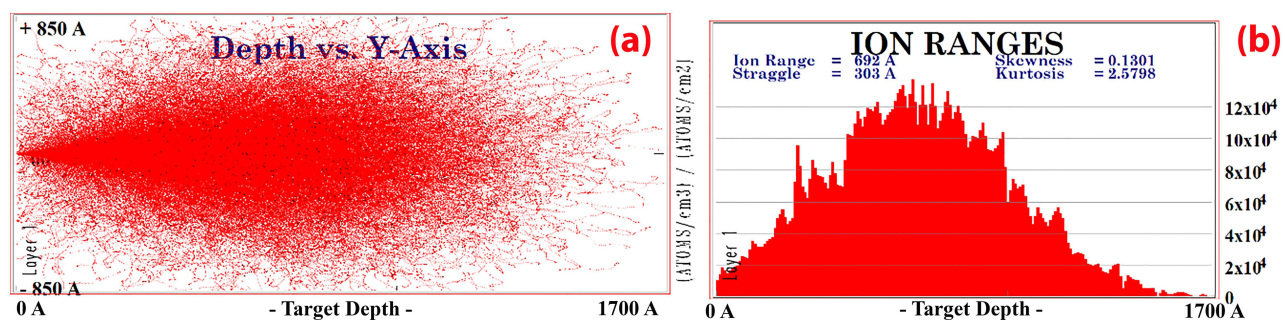 + 850 A
Depth vs. Y-Axis
(a)
Layer 1
- 850 A
0 A
- Target Depth -
1700 A
(ATOMS/cm3) / (ATOMS/cm2)
ION RANGES
(b)
Ion Range = 692 A
Skewness = 0.1301
Straggle = 303 A
Kurtosis = 2.5798
12x10⁴
10x10⁴
8x10⁴
6x10⁴
4x10⁴
2x10⁴
0
Layer 1
0 A
- Target Depth -
1700 A